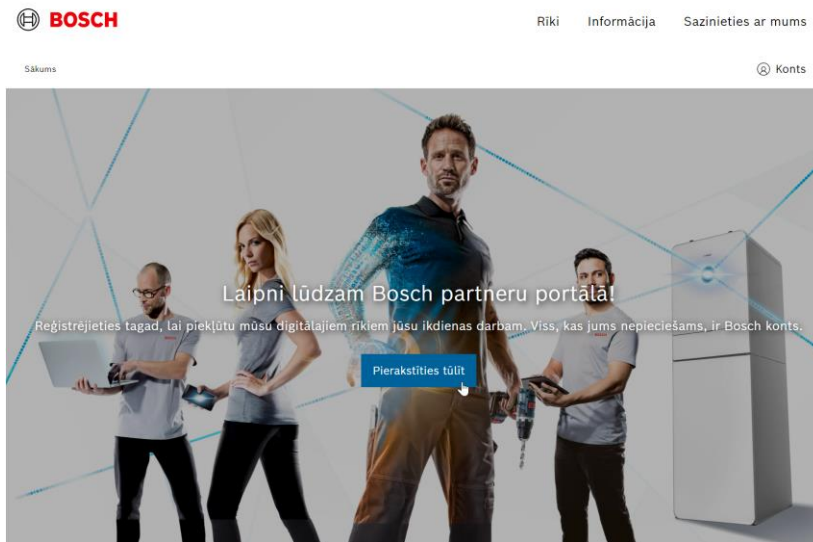 BOSCH
Rīki Informācija Sazinieties ar mums
Sākums
Konts
Laipni lūdzam Bosch partneru portālā!
Reģistrējieties tagad, lai piekļūtu mūsu digitālajiem rīkiem jūsu ikdienas darbam. Viss, kas jums nepieciešams, ir Bosch konts.
Pierakstīties tūlīt